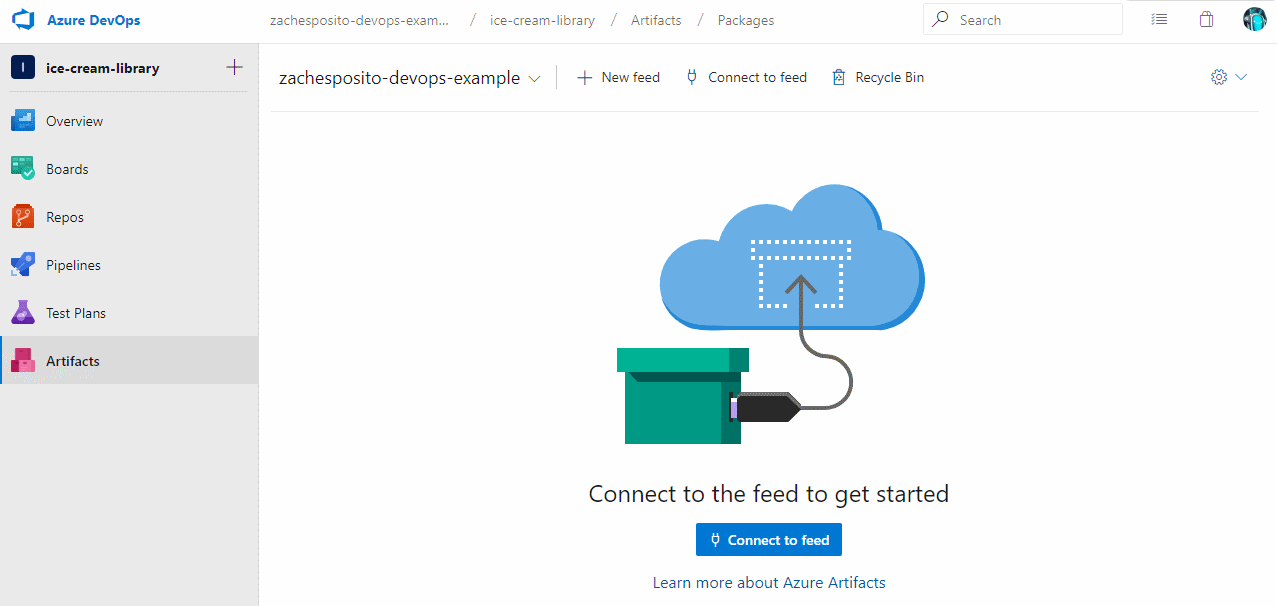 Azure DevOps
zachesposito-devops-exam... / ice-cream-library / Artifacts / Packages
Search
I
ice-cream-library
zachesposito-devops-example
New feed
Connect to feed
Recycle Bin
Overview
Boards
Repos
Pipelines
Test Plans
Artifacts
Connect to the feed to get started
Connect to feed
Learn more about Azure Artifacts